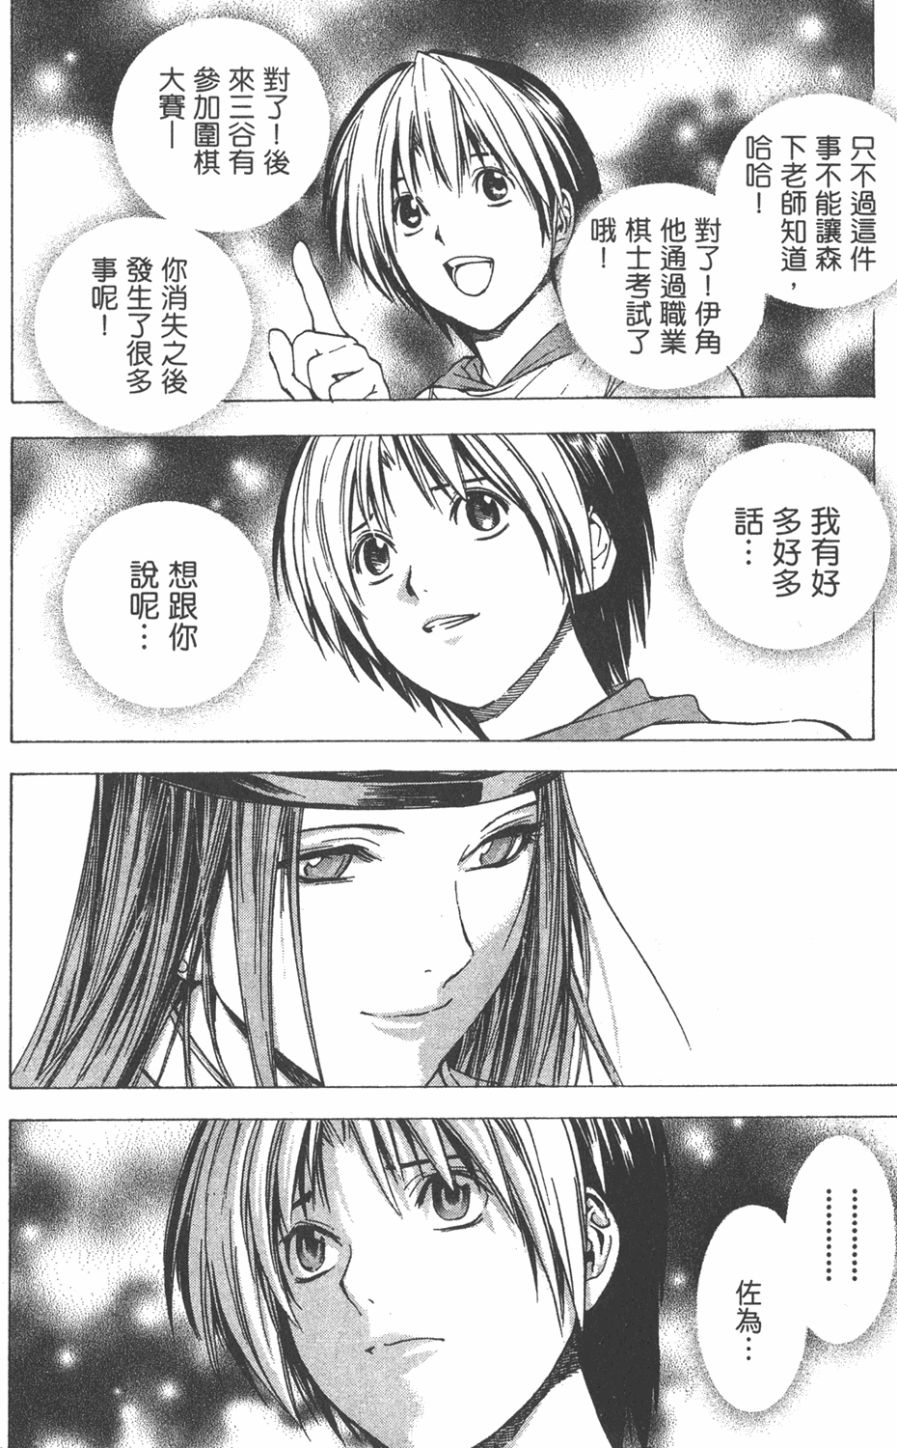 只不過這件
事不能讓森
下老師知道，
哈哈！
對了！伊角
他通過職業
棋士考試了
哦！
對了！後
來三谷有
參加圍棋
大賽—
你消失之後
發生了很多
事呢！
我有好
多好多
話…
想跟你
說呢…
…………
佐為…